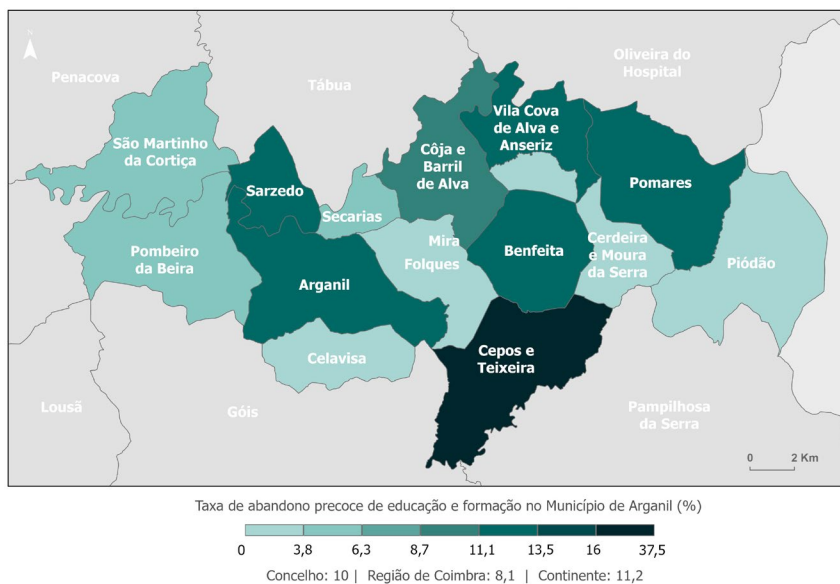 N
Penacova
Tábua
Oliveira do
Hospital
São Martinho
da Cortiça
Vila Cova
de Alva e
Anseriz
Côja e
Barril
de Alva
Sarzedo
Secarias
Pomares
Pombeiro
da Beira
Mira
Folques
Benfeita
Cerdeira
e Moura
da Serra
Piódão
Arganil
Celavisa
Cepos e
Teixeira
Lousã
Góis
Pampilhosa
da Serra
0 2 Km
Taxa de abandono precoce de educação e formação no Município de Arganil (%)
0 3,8 6,3 8,7 11,1 13,5 16 37,5
Concelho: 10 | Região de Coimbra: 8,1 | Continente: 11,2